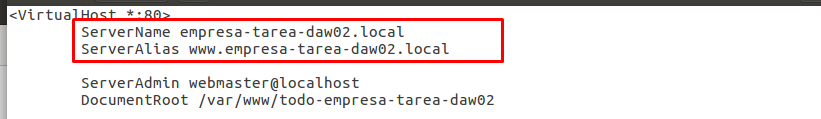 <VirtualHost *:80>
ServerName empresa-tarea-daw02.local
ServerAlias www.empresa-tarea-daw02.local
ServerAdmin webmaster@localhost
DocumentRoot /var/www/todo-empresa-tarea-daw02